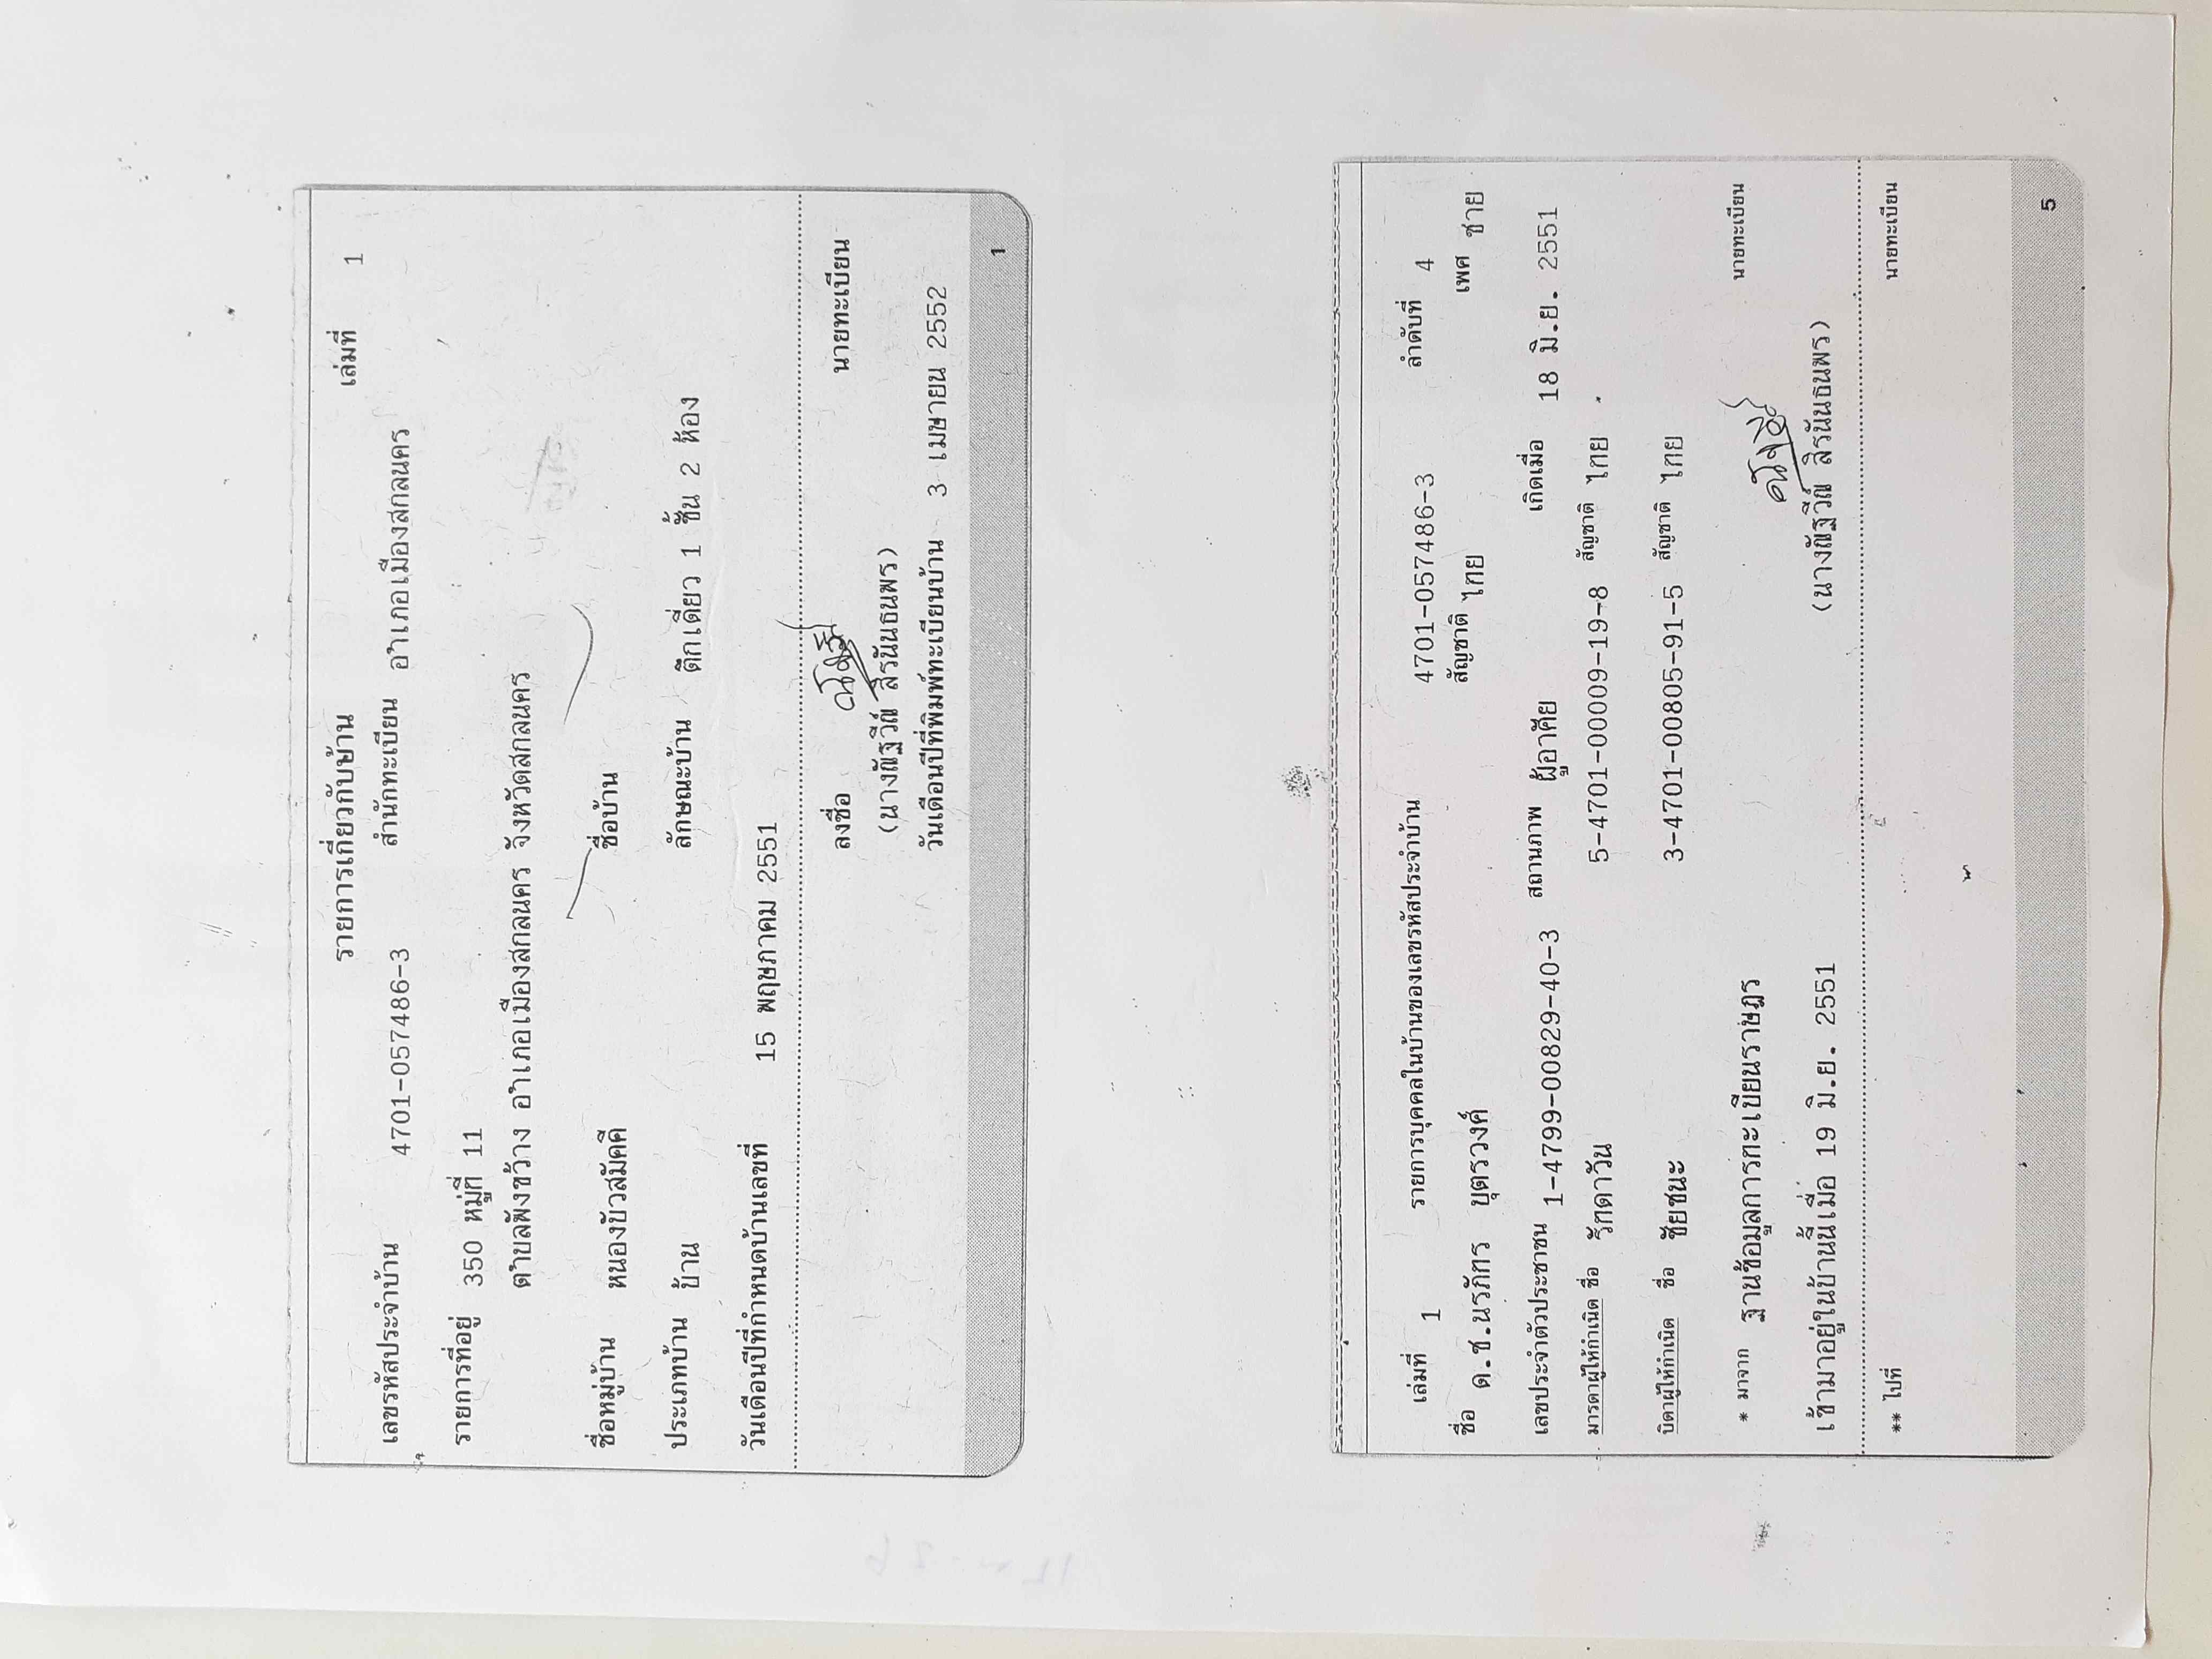 รายการเกี่ยวกับบ้าน เล่มที่ 1
เลขรหัสประจำบ้าน 4701-057486-3 สำนักทะเบียน อำเภอเมืองสกลนคร
รายการที่อยู่ 350 หมู่ที่ 11
ตำบลพังขว้าง อำเภอเมืองสกลนคร จังหวัดสกลนคร
ชื่อหมู่บ้าน หนองบัวสมัคคี ชื่อบ้าน
ประเภทบ้าน บ้าน ลักษณะบ้าน ตึกเดี่ยว 1 ชั้น 2 ห้อง
วันเดือนปีที่กำหนดบ้านเลขที่ 15 พฤษภาคม 2551
ลงชื่อ นายทะเบียน
(นางณัฐวีณ์ สิรนันธนพร)
วันเดือนปีที่พิมพ์ทะเบียนบ้าน 3 เมษายน 2552
1
เล่มที่ 1 รายการบุคคลในบ้านของเลขรหัสประจำบ้าน 4701-057486-3 ลำดับที่ 4
ชื่อ ด.ช.นรภัทร บุตรวงศ์ สัญชาติ ไทย เพศ ชาย
เลขประจำตัวประชาชน 1-4799-00829-40-3 สถานภาพ ผู้อาศัย เกิดเมื่อ 18 มิ.ย. 2551
มารดาผู้ให้กำเนิด ชื่อ รักดาวัน 5-4701-00009-19-8 สัญชาติ ไทย
บิดาผู้ให้กำเนิด ชื่อ ชัยชนะ 3-4701-00805-91-5 สัญชาติ ไทย
* มาจาก ฐานข้อมูลการทะเบียนราษฎร นายทะเบียน
เข้ามาอยู่ในบ้านนี้เมื่อ 19 มิ.ย. 2551 (นางณัฐวีณ์ สิรนันธนพร)
** ไปที่ นายทะเบียน
5